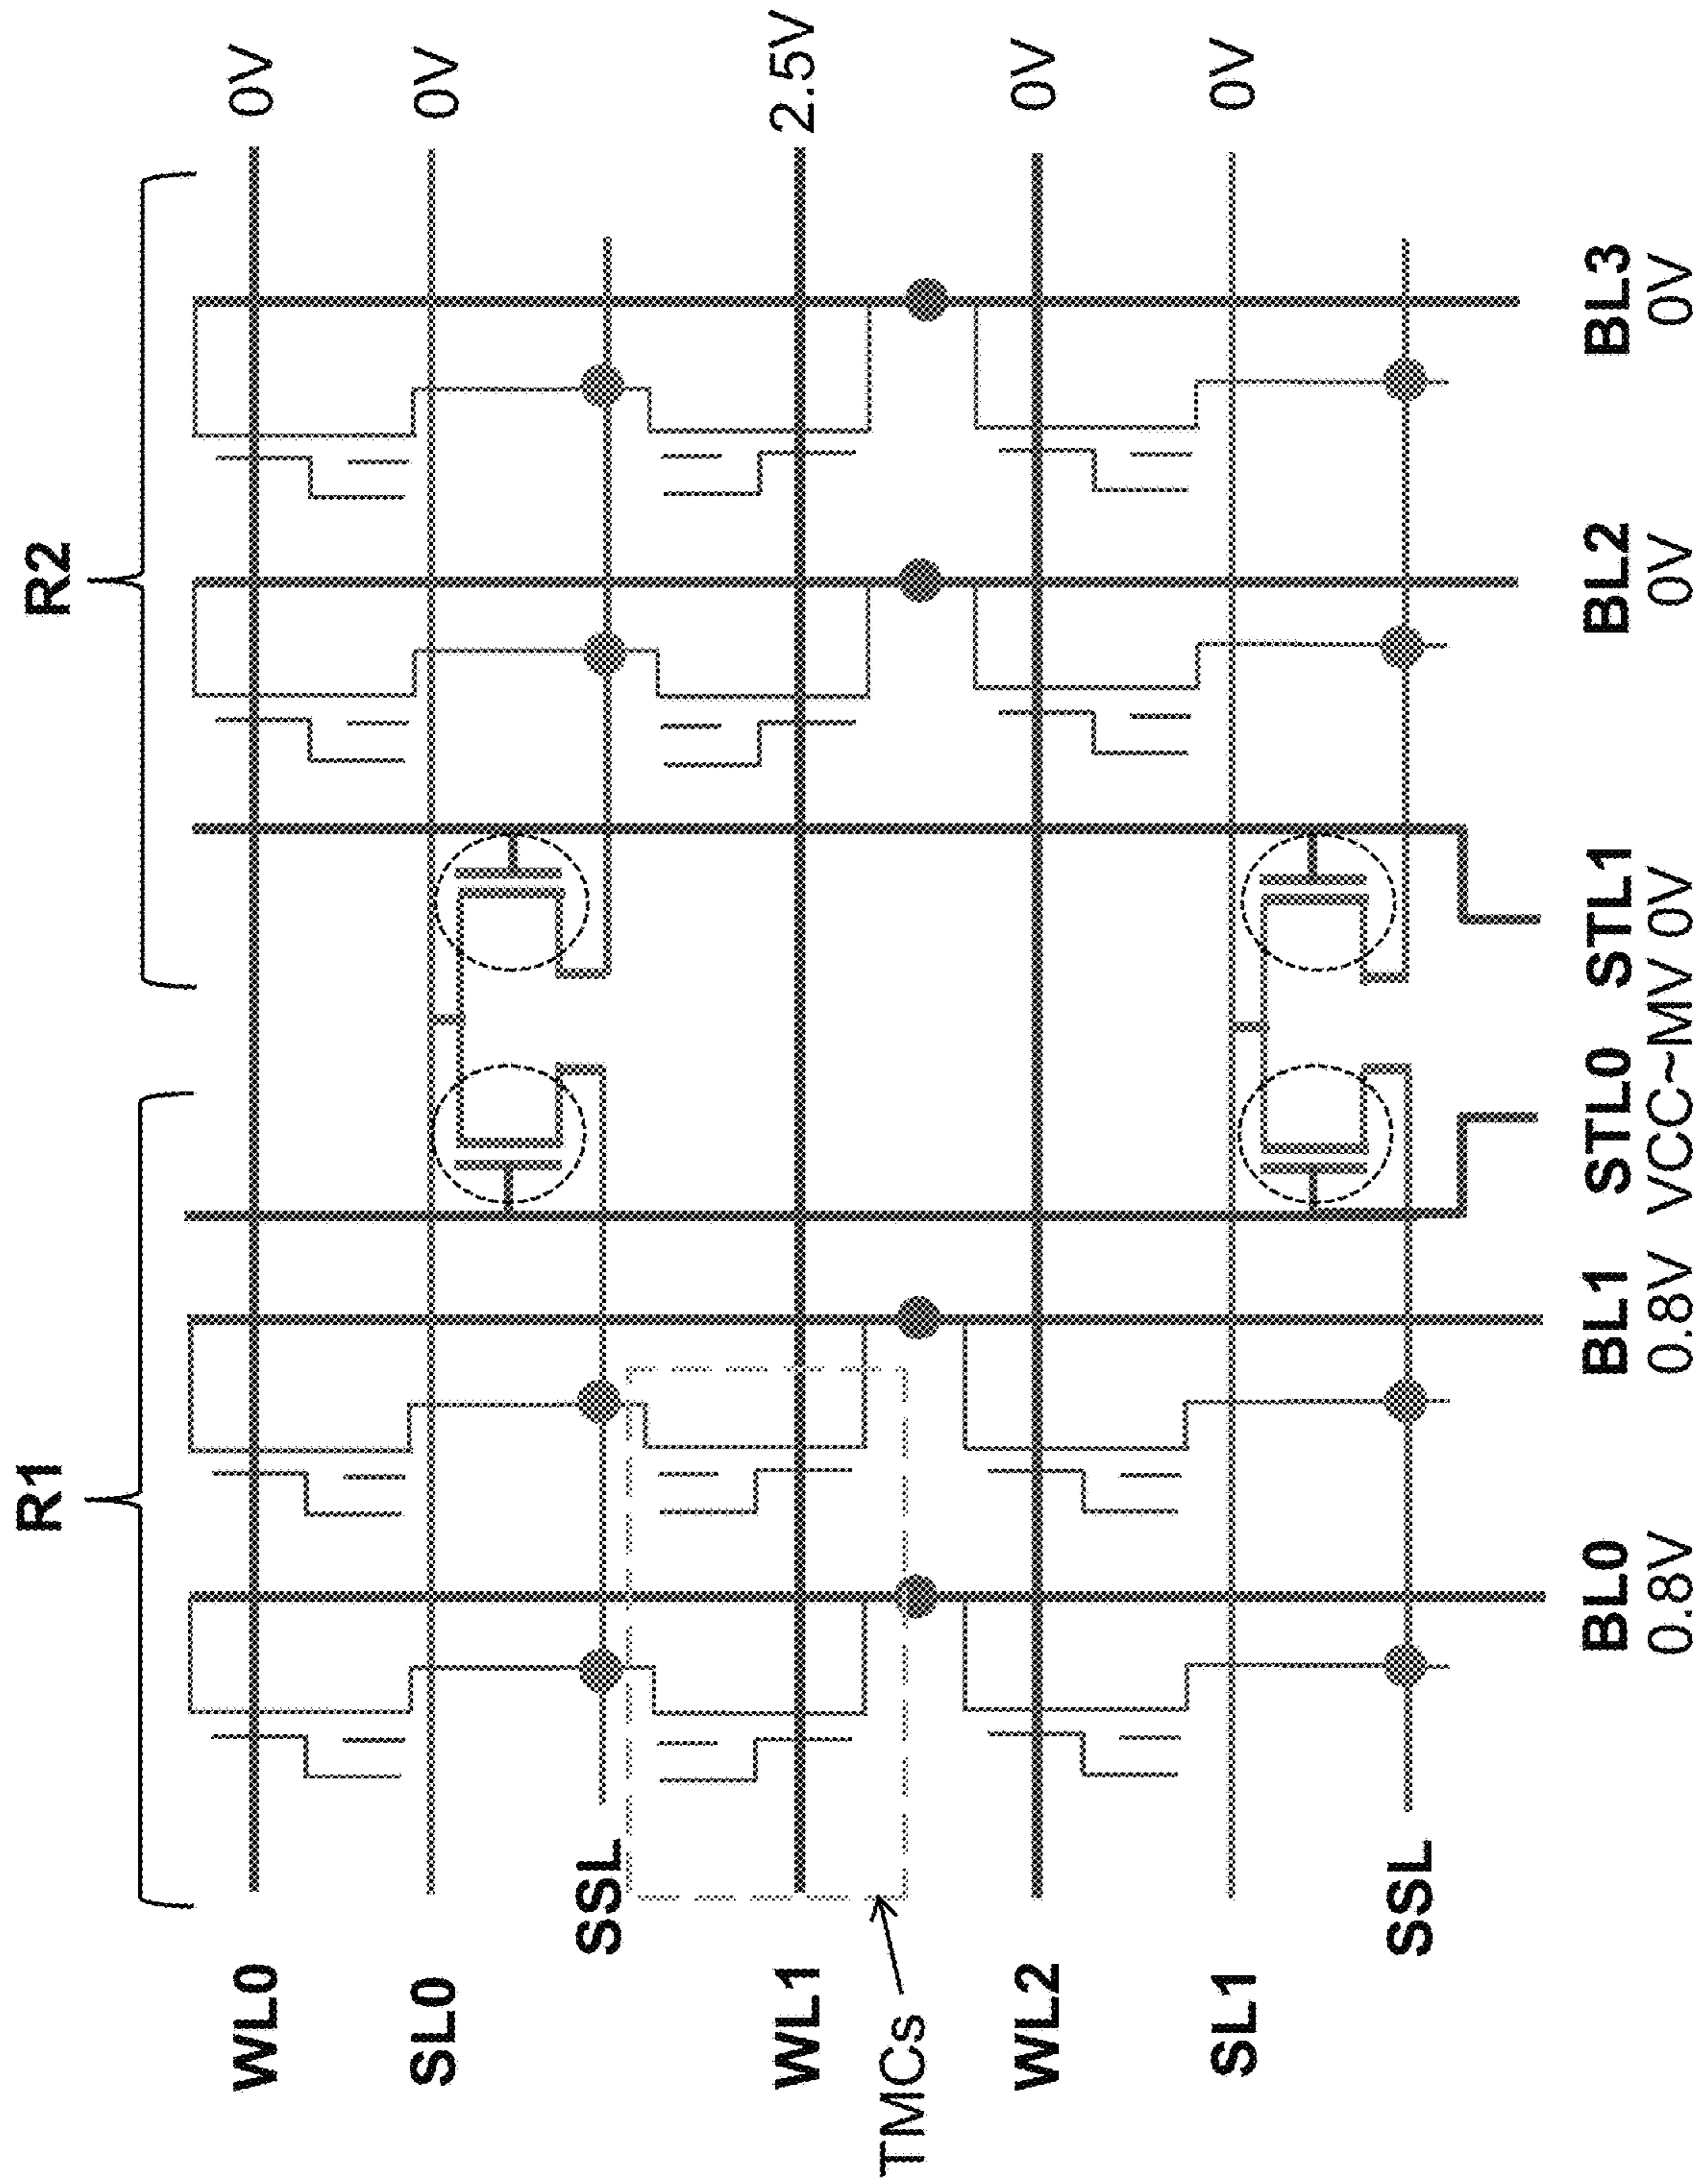 R1 R2
WL0 0V
SL0 0V
SSL
WL1 2.5V
TMCs
WL2 0V
SL1 0V
SSL
BL0 BL1 STL0 STL1 BL2 BL3
0.8V 0.8V VCC~MV 0V 0V 0V